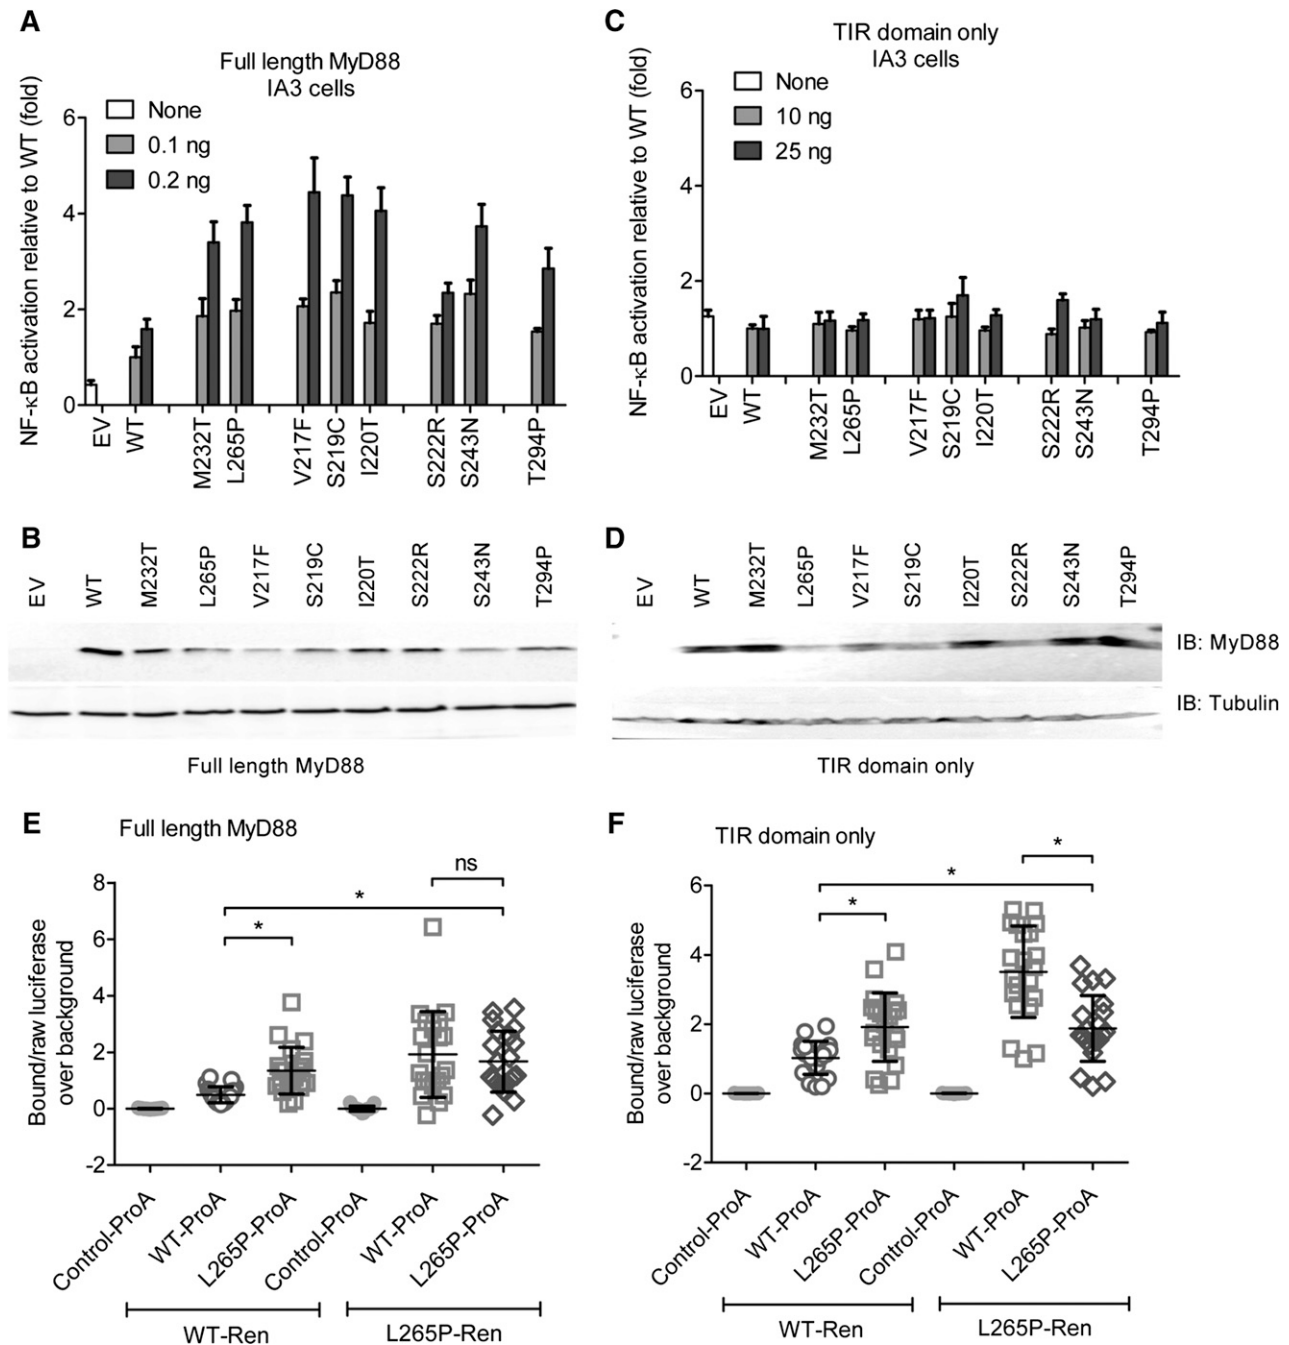 A
Full length MyD88
IA3 cells
NF-κB activation relative to WT (fold)
6
4
2
0
None
0.1 ng
0.2 ng
EV
WT
M232T
L265P
V217F
S219C
I220T
S222R
S243N
T294P
C
TIR domain only
IA3 cells
NF-κB activation relative to WT (fold)
6
4
2
0
None
10 ng
25 ng
EV
WT
M232T
L265P
V217F
S219C
I220T
S222R
S243N
T294P
B
EV
WT
M232T
L265P
V217F
S219C
I220T
S222R
S243N
T294P
Full length MyD88
D
EV
WT
M232T
L265P
V217F
S219C
I220T
S222R
S243N
T294P
IB: MyD88
IB: Tubulin
TIR domain only
E
Full length MyD88
Bound/raw luciferase
over background
8
6
4
2
0
-2
ns
*
*
Control-ProA
WT-ProA
L265P-ProA
Control-ProA
WT-ProA
L265P-ProA
WT-Ren
L265P-Ren
F
TIR domain only
Bound/raw luciferase
over background
6
4
2
0
-2
*
*
*
Control-ProA
WT-ProA
L265P-ProA
Control-ProA
WT-ProA
L265P-ProA
WT-Ren
L265P-Ren